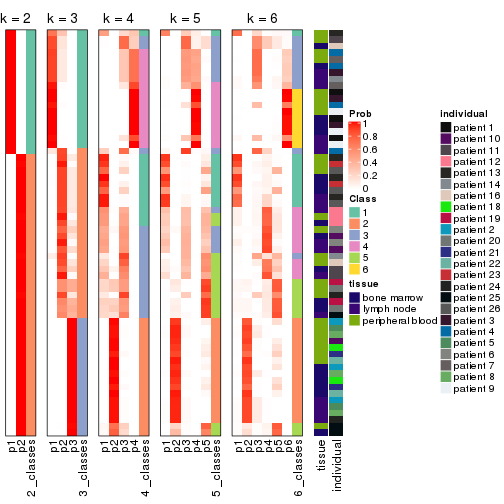 k = 2
k = 3
k = 4
k = 5
k = 6
p1
p2
2_classes
p1
p2
p3
3_classes
p1
p2
p3
p4
4_classes
p1
p2
p3
p4
p5
5_classes
p1
p2
p3
p4
p5
p6
6_classes
tissue
individual
Prob
1
0.8
0.6
0.4
0.2
0
Class
1
2
3
4
5
6
tissue
bone marrow
lymph node
peripheral blood
Individual
patient 1
patient 10
patient 11
patient 12
patient 13
patient 14
patient 16
patient 18
patient 19
patient 2
patient 20
patient 21
patient 22
patient 23
patient 24
patient 25
patient 26
patient 3
patient 4
patient 5
patient 6
patient 7
patient 8
patient 9